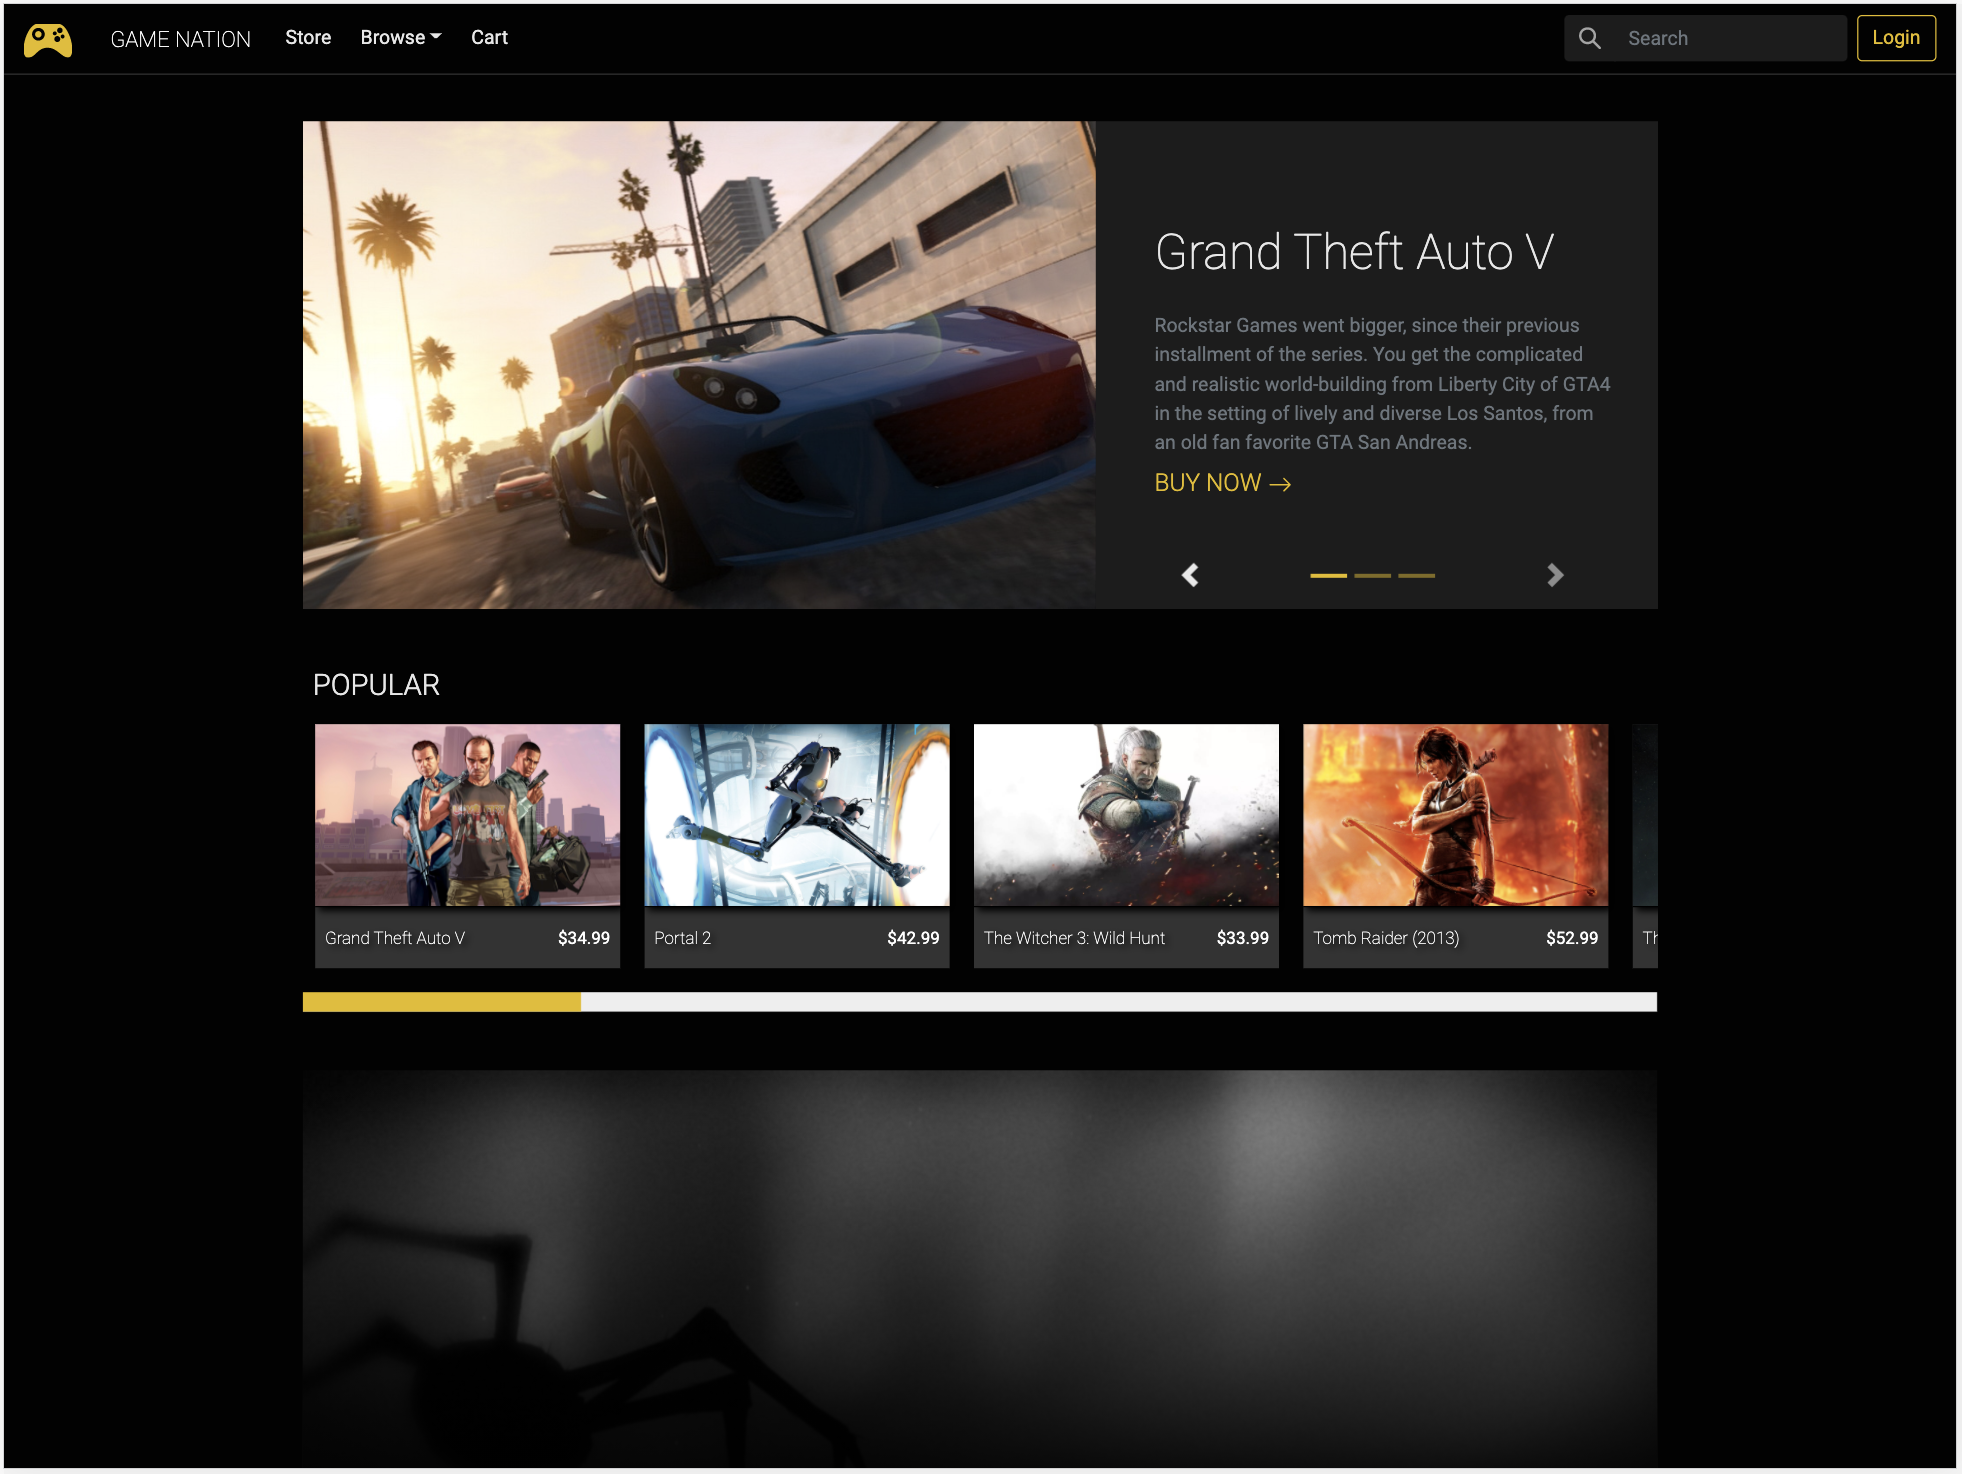 GAME NATION
Store
Browse
Cart
Search
Login
Grand Theft Auto V
Rockstar Games went bigger, since their previous
installment of the series. You get the complicated
and realistic world-building from Liberty City of GTA4
in the setting of lively and diverse Los Santos, from
an old fan favorite GTA San Andreas.
BUY NOW →
POPULAR
Grand Theft Auto V
$34.99
Portal 2
$42.99
The Witcher 3: Wild Hunt
$33.99
Tomb Raider (2013)
$52.99